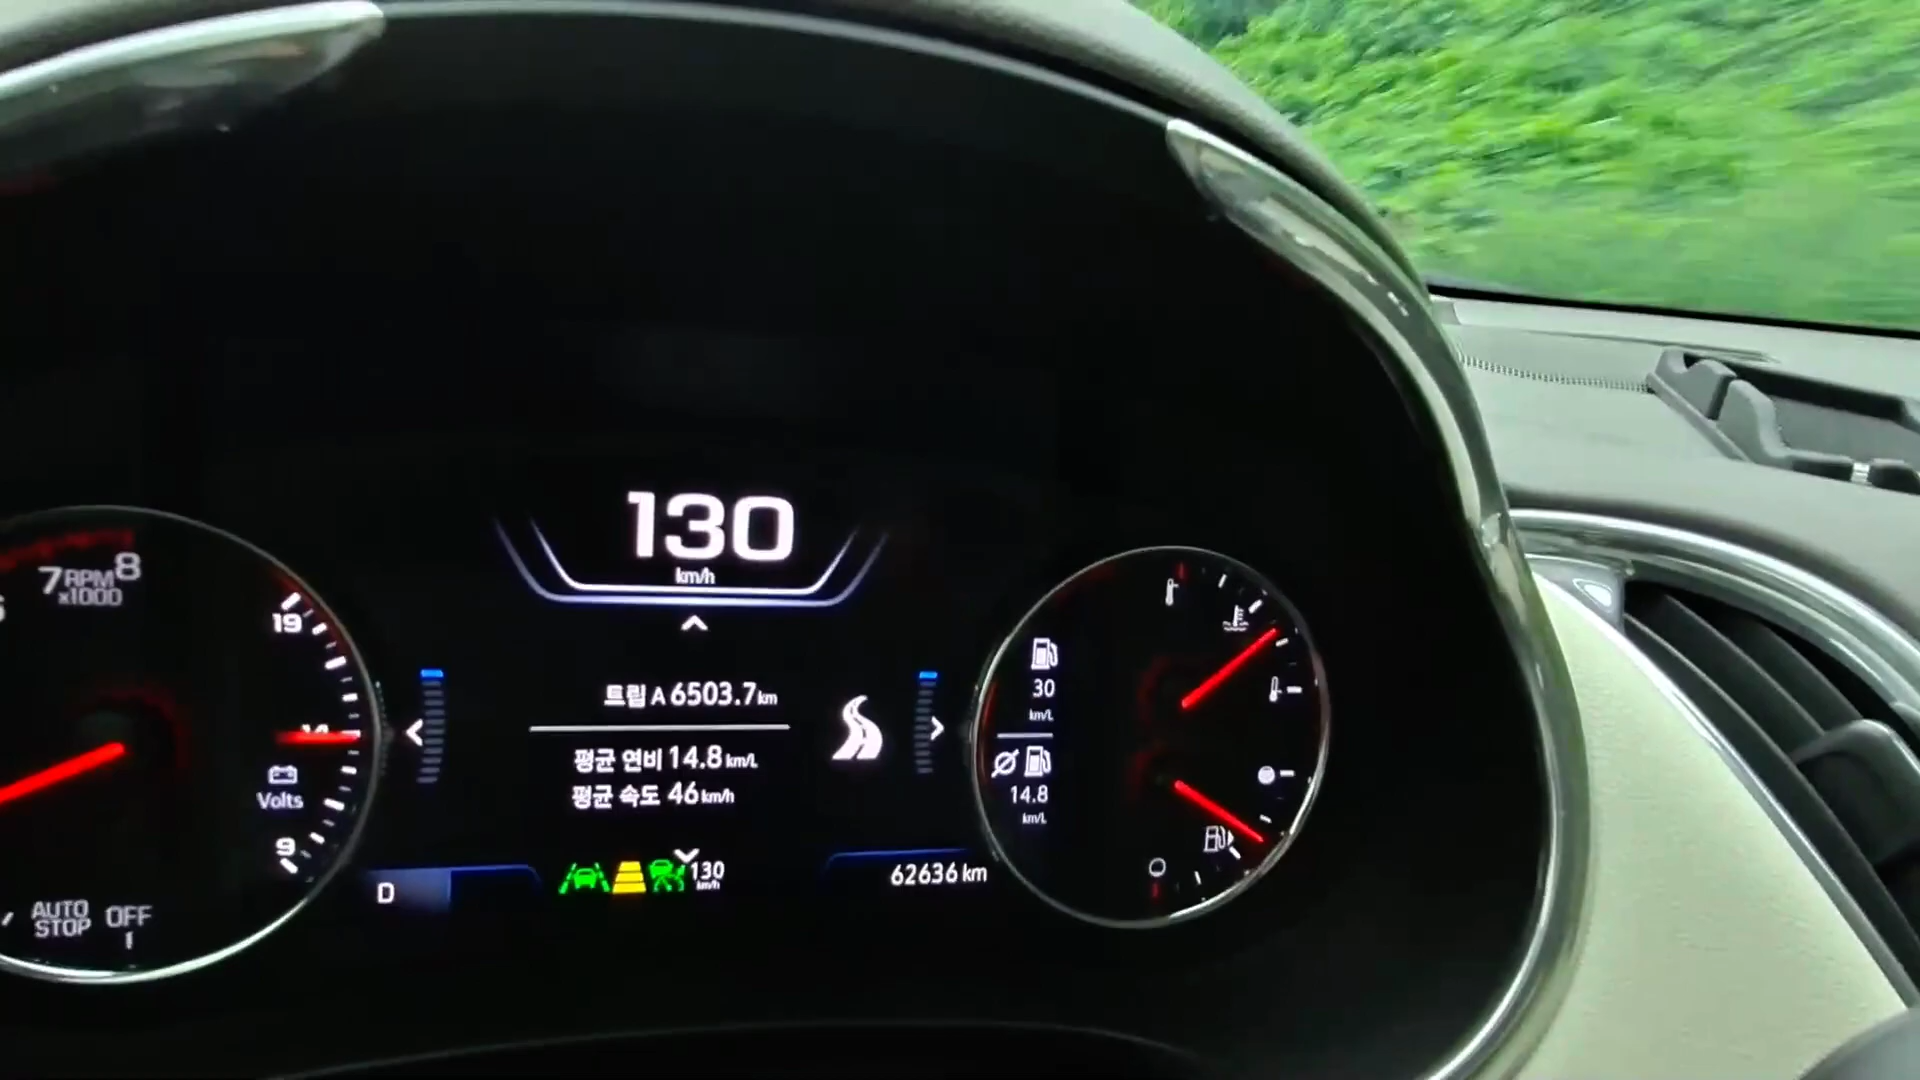 130
km/h
7 8
RPM
x1000
19
트립 A 6503.7 km
30
km/L
평균 연비 14.8 km/L
평균 속도 46 km/h
14.8
km/L
Volts
9
130
km/h
62636 km
D
AUTO
STOP
OFF